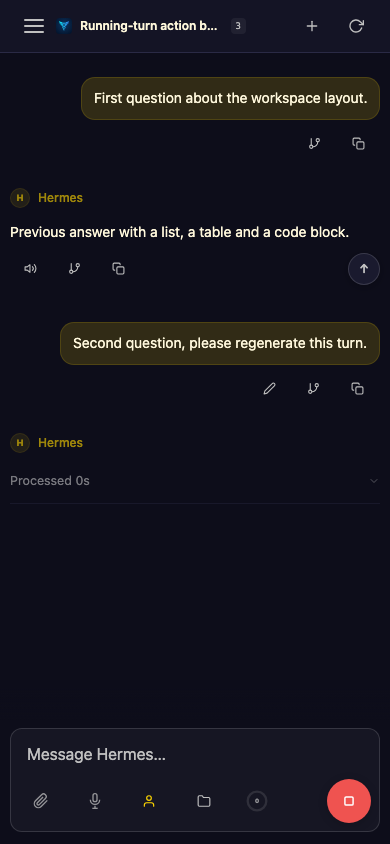 Running-turn action b... 3
First question about the workspace layout.
H Hermes
Previous answer with a list, a table and a code block.
Second question, please regenerate this turn.
H Hermes
Processed 0s
Message Hermes...
0